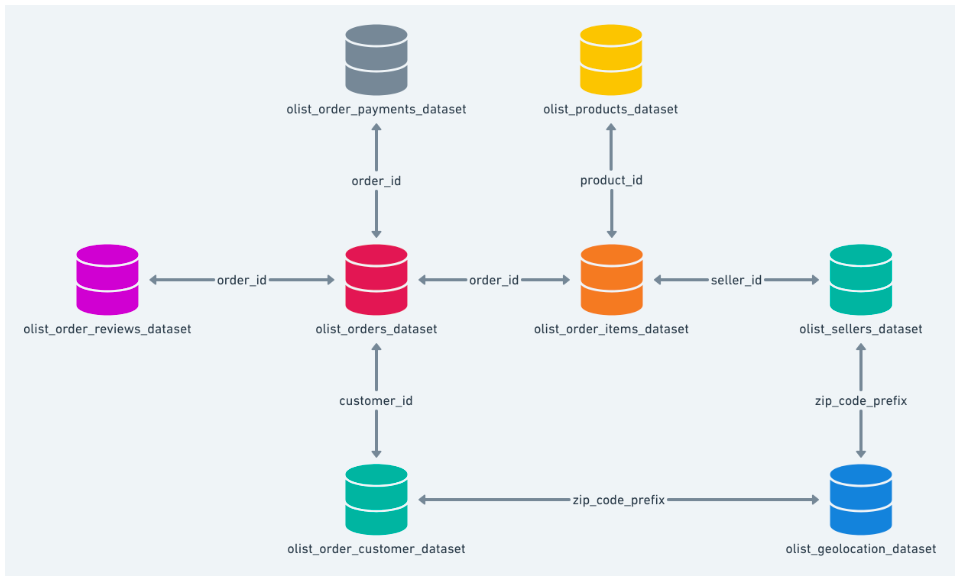 olist_order_payments_dataset
olist_products_dataset
order_id
product_id
order_id
order_id
seller_id
olist_order_reviews_dataset
olist_orders_dataset
olist_order_items_dataset
olist_sellers_dataset
customer_id
zip_code_prefix
zip_code_prefix
olist_order_customer_dataset
olist_geolocation_dataset